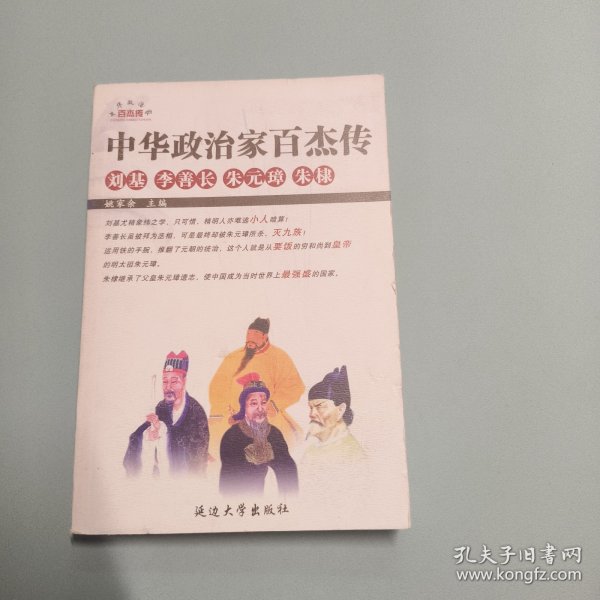 百杰传
中华政治家百杰传
刘基 李善长 朱元璋 朱棣
姚家余 主编
刘基尤精象纬之学，只可惜，精明人亦难逃小人暗算！
李善长虽被拜为丞相，可是最终却被朱元璋所杀、灭九族！
运用铁的手腕，推翻了元朝的统治，这个人就是从要饭的穷和尚到皇帝
的明太祖朱元璋。
朱棣继承了父皇朱元璋遗志，使中国成为当时世界上最强盛的国家。
延边大学出版社
孔夫子旧书网
www.kongfz.com